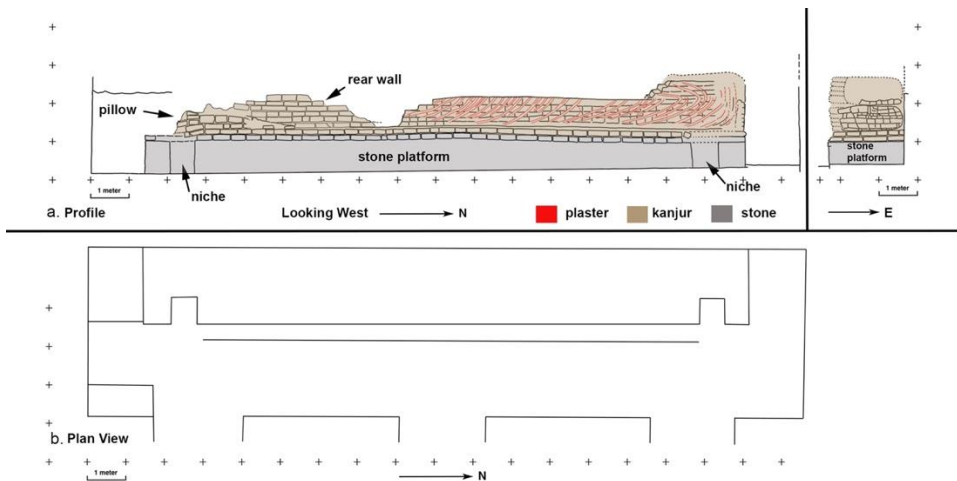 rear wall
pillow
stone platform
stone
platform
niche
niche
1 meter
1 meter
a. Profile
Looking West
N
plaster
kanjur
stone
E
b. Plan View
1 meter
N